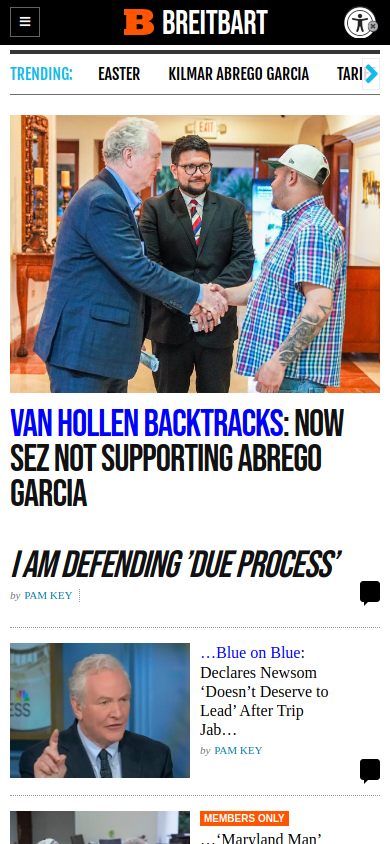 BREITBART
TRENDING: EASTER KILMAR ABREGO GARCIA TARI
EXIT
VAN HOLLEN BACKTRACKS: NOW
SEZ NOT SUPPORTING ABREGO
GARCIA
I AM DEFENDING 'DUE PROCESS'
by PAM KEY
ESS
…Blue on Blue:
Declares Newsom
‘Doesn’t Deserve to
Lead’ After Trip
Jab…
by PAM KEY
MEMBERS ONLY
…‘Maryland Man’